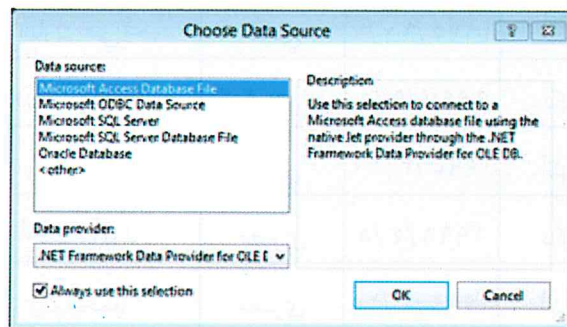 Choose Data Source
Data source:
Microsoft Access Database File
Microsoft ODBC Data Source
Microsoft SQL Server
Microsoft SQL Server Database File
Oracle Database
<other>
Description
Use this selection to connect to a
Microsoft Access database file using the
native Jet provider through the .NET
Framework Data Provider for OLE DB.
Data provider:
.NET Framework Data Provider for OLE D
Always use this selection
OK
Cancel